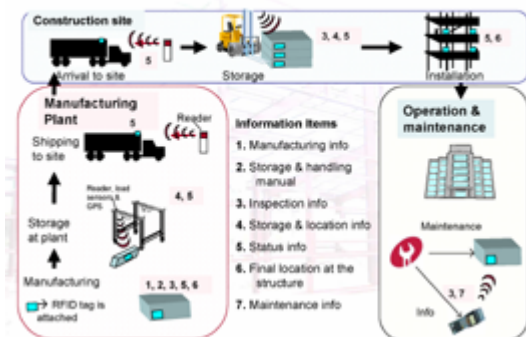 Construction site
5
Arrival to site
3, 4, 5
Storage
5, 6
Installation
Manufacturing
Plant
5
Reader
Shipping
to site
Reader, load
sensors &
GPS
4, 5
Storage
at plant
Manufacturing
1, 2, 3, 5, 6
RFID tag is
attached
Information Items
1. Manufacturing info
2. Storage & handling
manual
3. Inspection info
4. Storage & location info
5. Status info
6. Final location at the
structure
7. Maintenance info
Operation &
maintenance
Maintenance
3, 7
Info